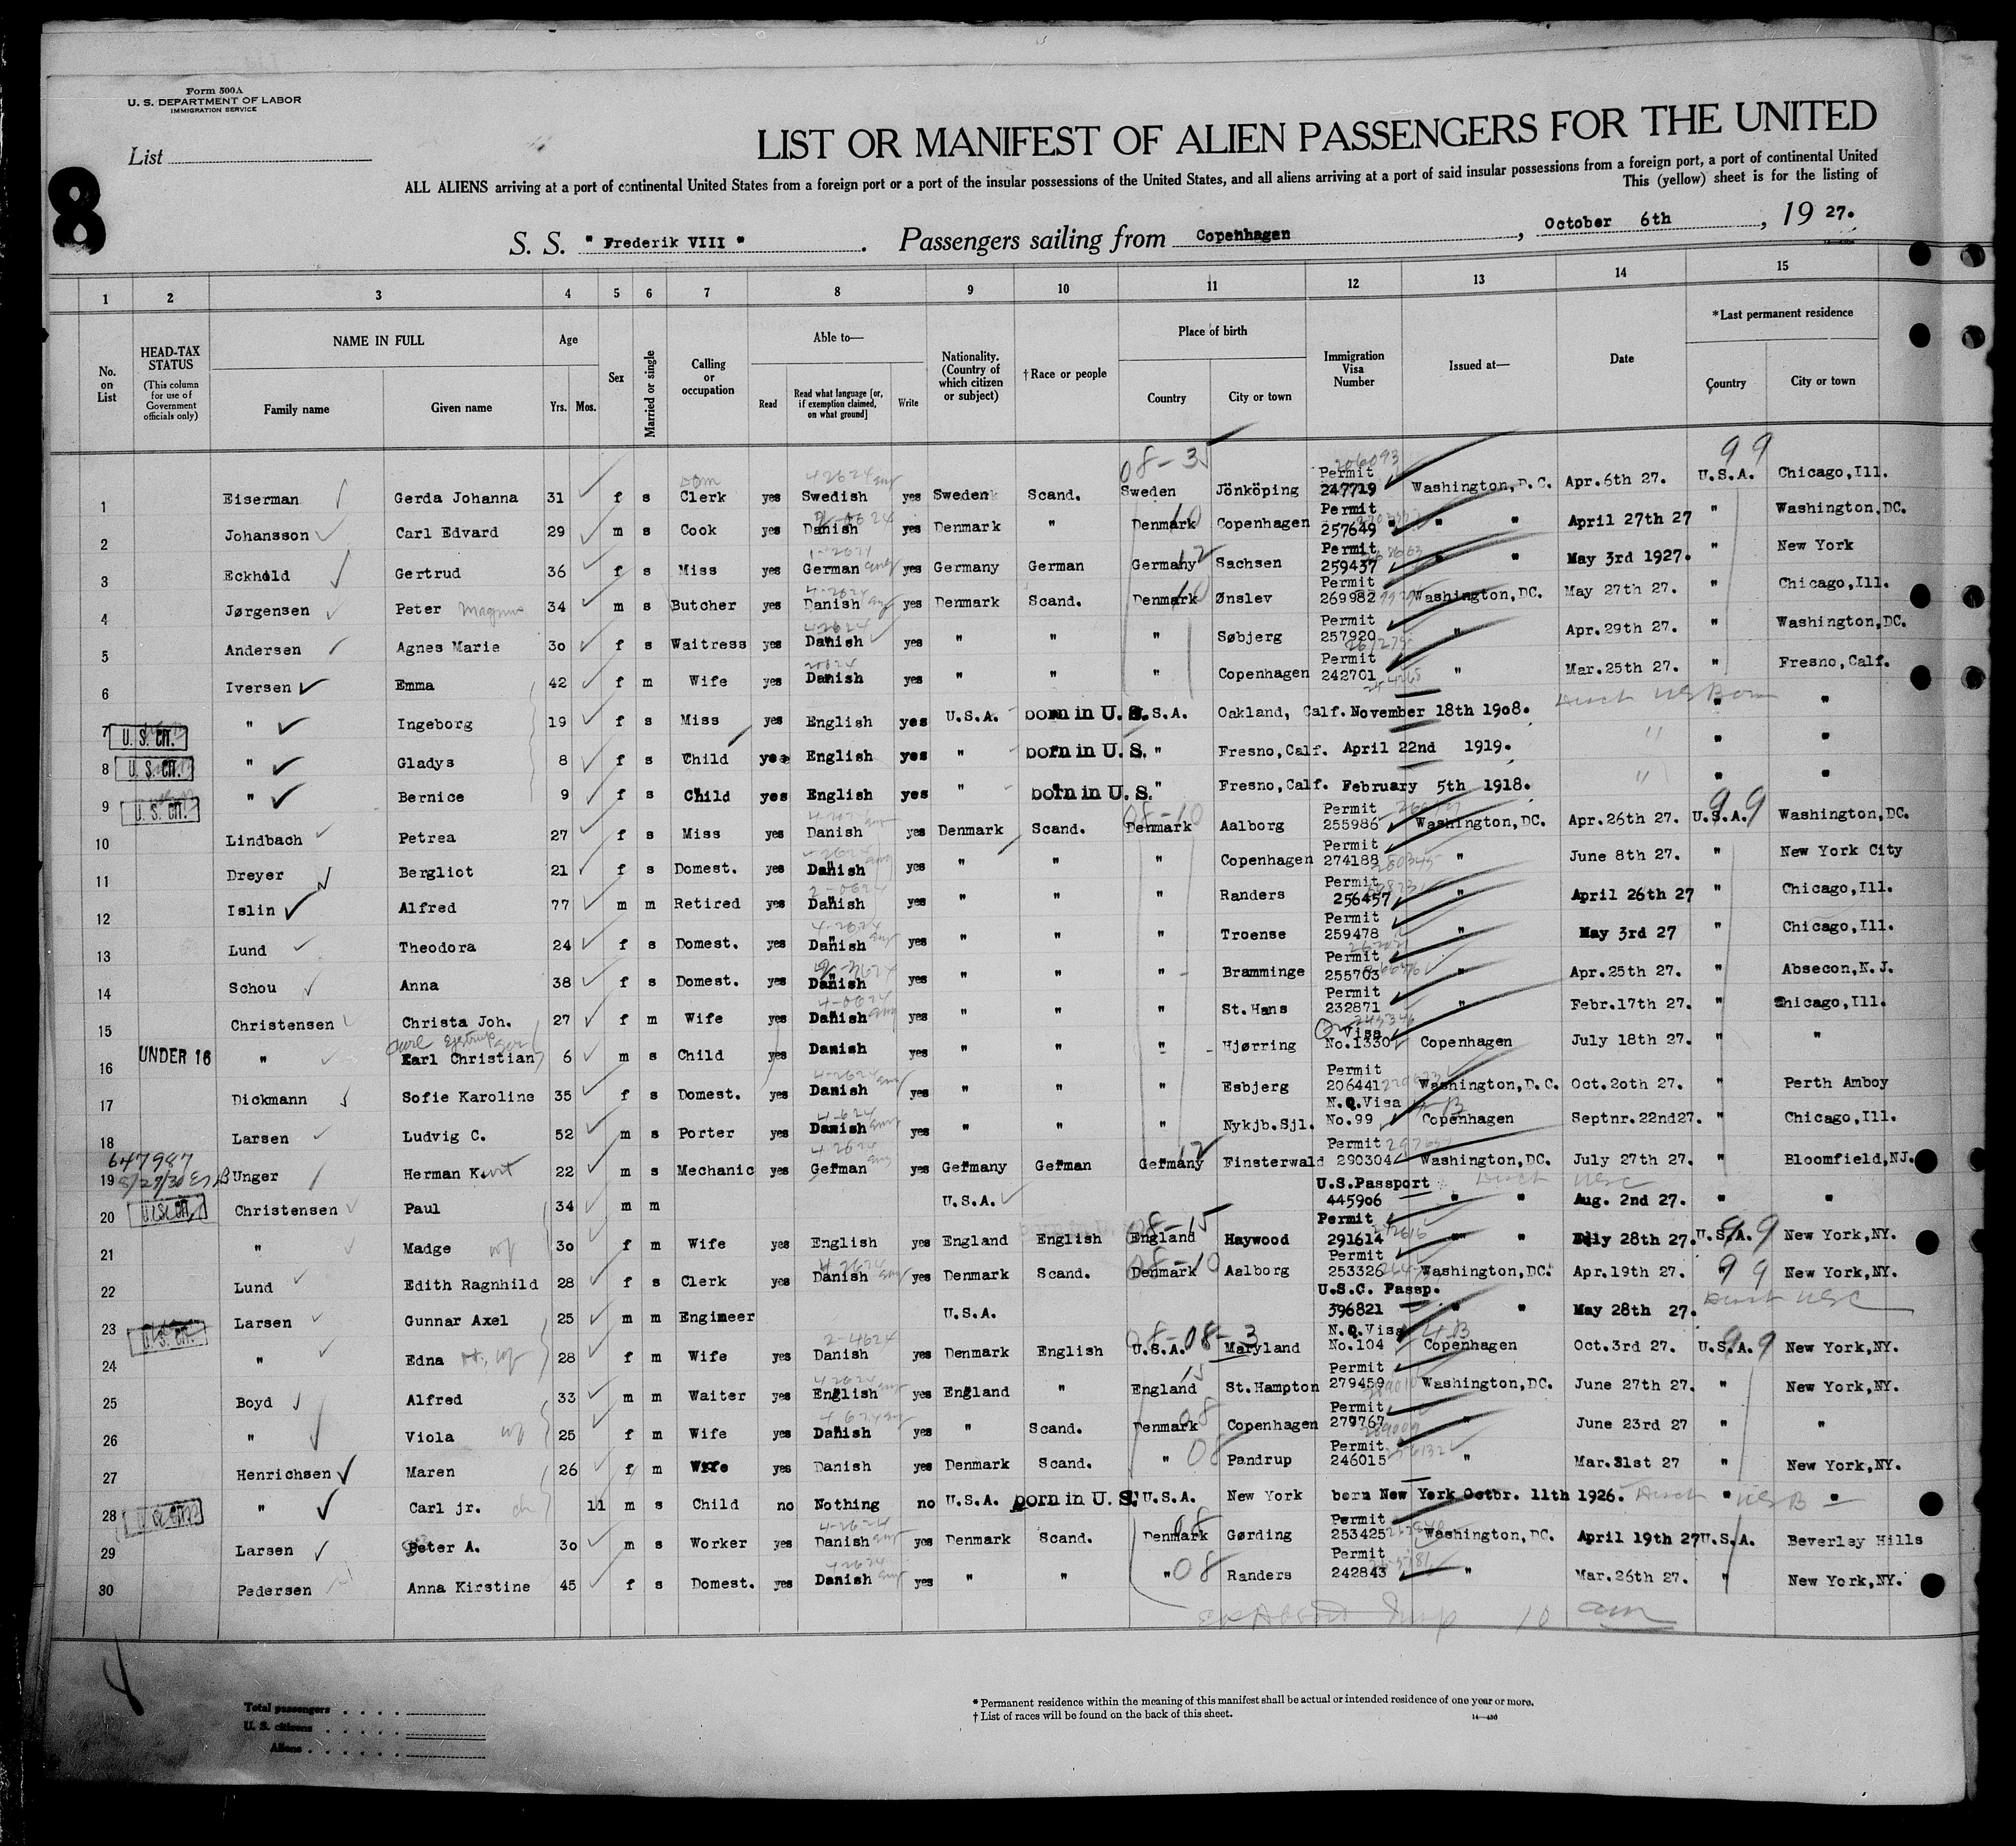 Form 500A
U. S. DEPARTMENT OF LABOR
IMMIGRATION SERVICE
List
8
LIST OR MANIFEST OF ALIEN PASSENGERS FOR THE UNITED
ALL ALIENS arriving at a port of continental United States from a foreign port or a port of the insular possessions of the United States, and all aliens arriving at a port of said insular possessions from a foreign port, a port of continental United
This (yellow) sheet is for the listing of
S. S. " Frederik VIII " . Passengers sailing from Copenhagen , October 6th , 19 27.
1 2 3 4 5 6 7 8 9 10 11 12 13 14 15
No. on List
HEAD-TAX STATUS
(This column for use of Government officials only)
NAME IN FULL
Family name Given name
Age
Yrs. Mos.
Sex
Married or single
Calling or occupation
Able to—
Read Read what language [or, if exemption claimed, on what ground] Write
Nationality. (Country of which citizen or subject)
† Race or people
Place of birth
Country City or town
Immigration Visa Number
Issued at—
Date
*Last permanent residence
Country City or town
08-3 206093 99
1 Eiserman Gerda Johanna 31 f s Clerk yes Swedish yes Sweden Scand. Sweden Jönköping Permit 247719 Washington, D.C. Apr.6th 27. U.S.A. Chicago,Ill.
2 Johansson Carl Edvard 29 m s Cook yes Danish yes Denmark " Denmark Copenhagen Permit 257649 " " " April 27th 27 " Washington,DC.
3 Eckhold Gertrud 36 f s Miss yes German yes Germany German Germany Sachsen Permit 259437 " " May 3rd 1927. " New York
4 Jørgensen Peter Magnus 34 m s Butcher yes Danish yes Denmark Scand. Denmark Ønslev Permit 269982 Washington,DC. May 27th 27. " Chicago,Ill.
5 Andersen Agnes Marie 30 f s Waitress yes Danish yes " " " Søbjerg Permit 257920 " Apr.29th 27. " Washington,DC.
6 Iversen Emma 42 f m Wife yes Danish yes " " " Copenhagen Permit 242701 " Mar.25th 27. " Fresno,Calf.
7 U. S. CIT. " Ingeborg 19 f s Miss yes English yes U.S.A. born in U. S. U.S.A. Oakland, Calf. November 18th 1908. " "
8 U. S. CIT. " Gladys 8 f s Child yes English yes " born in U. S. " Fresno,Calf. April 22nd 1919. " "
9 U. S. CIT. " Bernice 9 f s Child yes English yes " born in U. S. " Fresno,Calf. February 5th 1918. " "
10 Lindbach Petrea 27 f s Miss yes Danish yes Denmark Scand. Denmark Aalborg Permit 255986 Washington,DC. Apr.26th 27. U.S.A. Washington,DC.
11 Dreyer Bergliot 21 f s Domest. yes Danish yes " " " Copenhagen Permit 274188 " June 8th 27. " New York City
12 Islin Alfred 77 m m Retired yes Danish yes " " " Randers Permit 256457 " April 26th 27 " Chicago,Ill.
13 Lund Theodora 24 f s Domest. yes Danish yes " " " Troense Permit 259478 " May 3rd 27 " Chicago,Ill.
14 Schou Anna 38 f s Domest. yes Danish yes " " " Bramminge Permit 255703 " Apr.25th 27. " Absecon,N.J.
15 Christensen Christa Joh. 27 f m Wife yes Danish yes " " " St.Hans Permit 232871 " Febr.17th 27. " Chicago,Ill.
16 UNDER 16 " Earl Christian 6 m s Child yes Danish yes " " " Hjørring Visa No.1330 Copenhagen July 18th 27. " "
17 Dickmann Sofie Karoline 35 f s Domest. yes Danish yes " " " Esbjerg Permit 206441 Washington,D.C. Oct.2oth 27. " Perth Amboy
18 Larsen Ludvig C. 52 m s Porter yes Danish yes " " " Nykjb.Sjl. N.Q.Visa No.99 Copenhagen Septnr.22nd27. " Chicago,Ill.
647987
19 Unger Herman Kurt 22 m s Mechanic yes German yes Germany German Germany Finsterwald Permit 290304 Washington,DC. July 27th 27. " Bloomfield,NJ.
20 Christensen Paul 34 m m U.S.A. U.S.Passport 445906 " " Aug. 2nd 27. " "
21 " Madge 30 f m Wife yes English yes England English England Haywood Permit 291614 " " July 28th 27. U.S.A. New York,NY.
22 Lund Edith Ragnhild 28 f s Clerk yes Danish yes Denmark Scand. Denmark Aalborg Permit 253326 Washington,DC. Apr.19th 27. " New York,NY.
23 U. S. CIT. Larsen Gunnar Axel 25 m m Engineer U.S.A. U.S.C. Passp. 396821 " " May 28th 27.
24 " Edna 28 f m Wife yes Danish yes Denmark English U.S.A. Maryland N.Q.Visa No.104 Copenhagen Oct.3rd 27. U.S.A. New York,NY.
25 Boyd Alfred 33 m m Waiter yes English yes England " England St.Hampton Permit 279459 Washington,DC. June 27th 27. " New York,NY.
26 " Viola 25 f m Wife yes Danish yes " Scand. Denmark Copenhagen Permit 279767 " June 23rd 27 " "
27 Henrichsen Maren 26 f m Wife yes Danish yes Denmark Scand. " Pandrup Permit 246015 " Mar.31st 27 " New York,NY.
28 " Carl jr. 11 m s Child no Nothing no U.S.A. born in U. S. U.S.A. New York born New York Octbr. 11th 1926. " "
29 Larsen Peter A. 30 m s Worker yes Danish yes Denmark Scand. Denmark Gørding Permit 253425 Washington,DC. April 19th 27 U.S.A. Beverley Hills
30 Pedersen Anna Kirstine 45 f s Domest. yes Danish yes " " " Randers Permit 242843 " Mar.26th 27. " New York,NY.
Total passengers
U. S. citizens
Aliens
* Permanent residence within the meaning of this manifest shall be actual or intended residence of one year or more.
† List of races will be found on the back of this sheet.
14—430